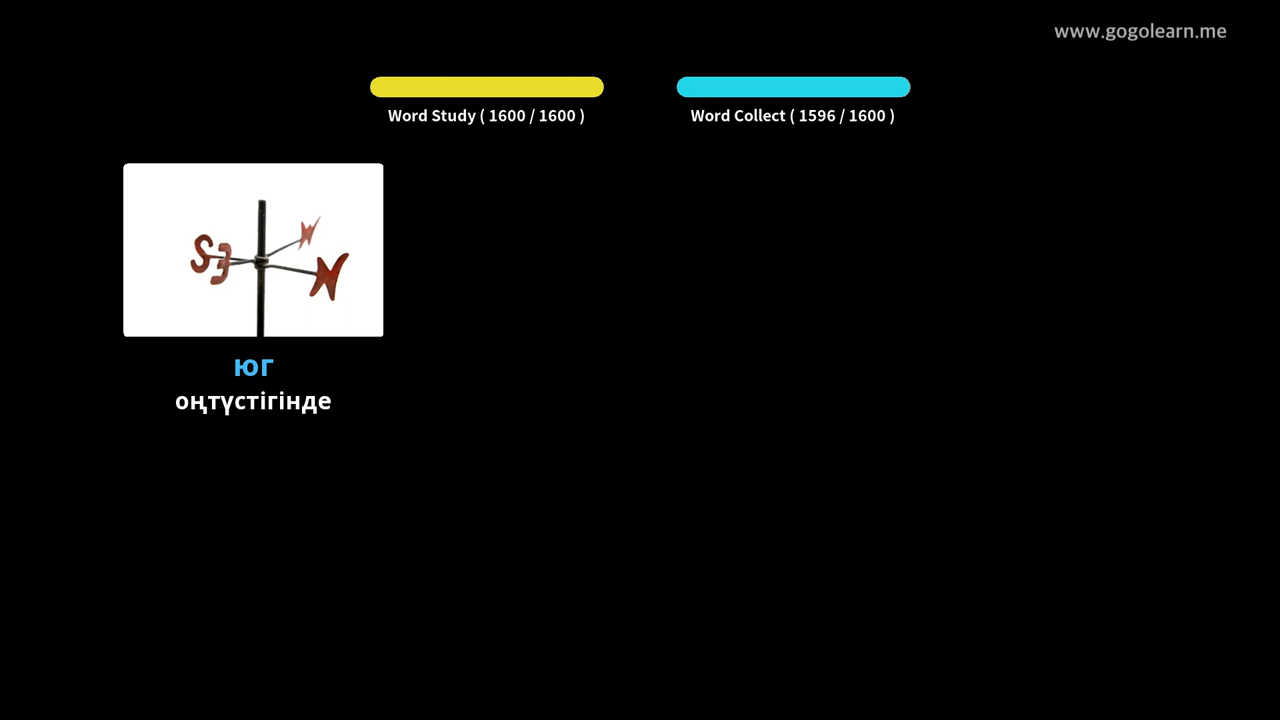 www.gogolearn.me
Word Study ( 1600 / 1600 )
Word Collect ( 1596 / 1600 )
S E N N
юг
оңтүстігінде